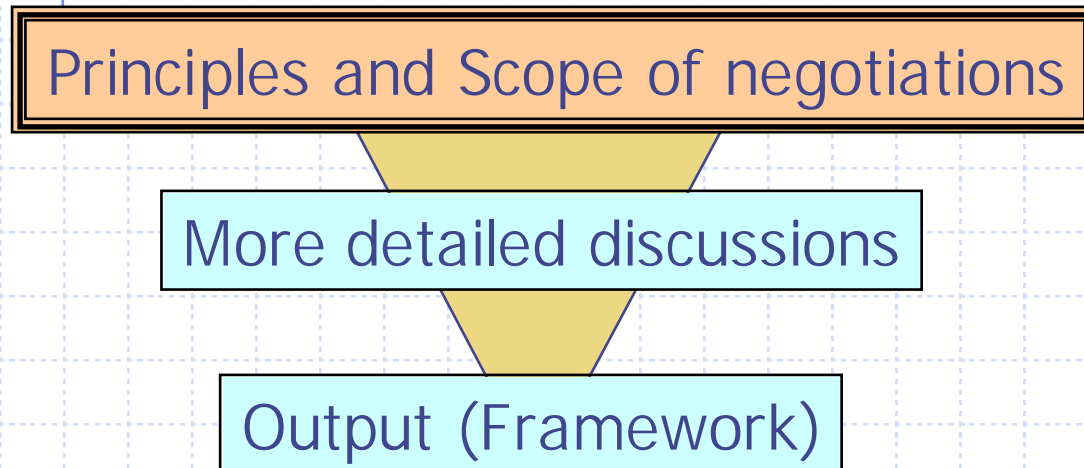 Principles and Scope of negotiations
More detailed discussions
Output (Framework)